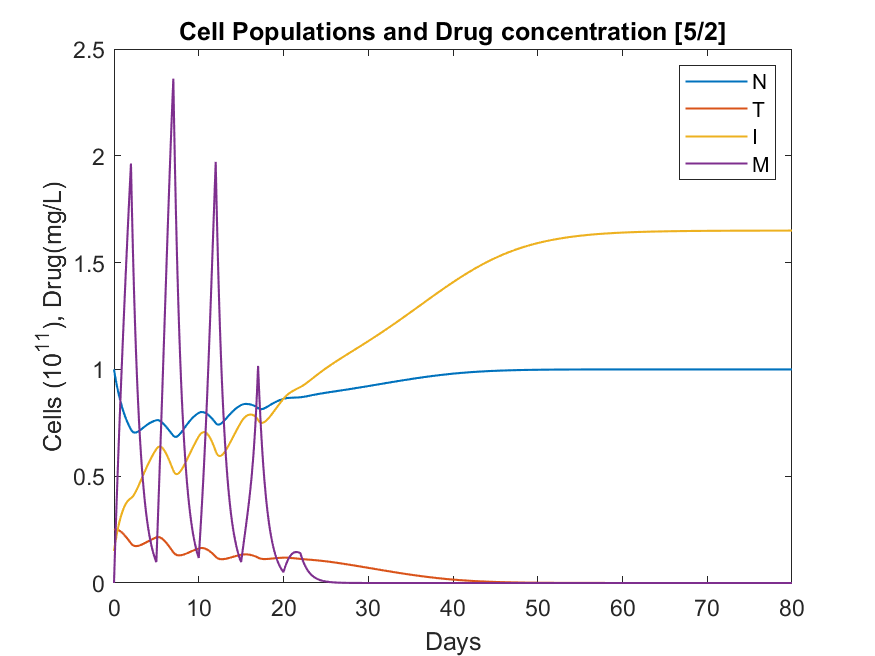 Cell Populations and Drug concentration [5/2]
Cells (10^11), Drug(mg/L)
2.5
2
1.5
1
0.5
0
0 10 20 30 40 50 60 70 80
Days
N
T
I
M